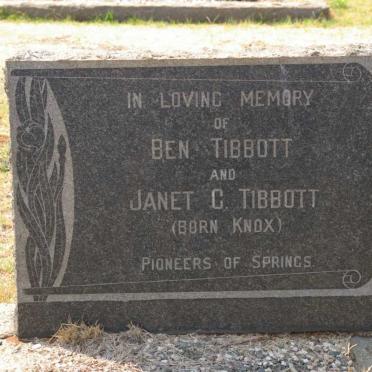 IN LOVING MEMORY
OF
BEN TIBBOTT
AND
JANET C. TIBBOTT
(BORN KNOX)
PIONEERS OF SPRINGS